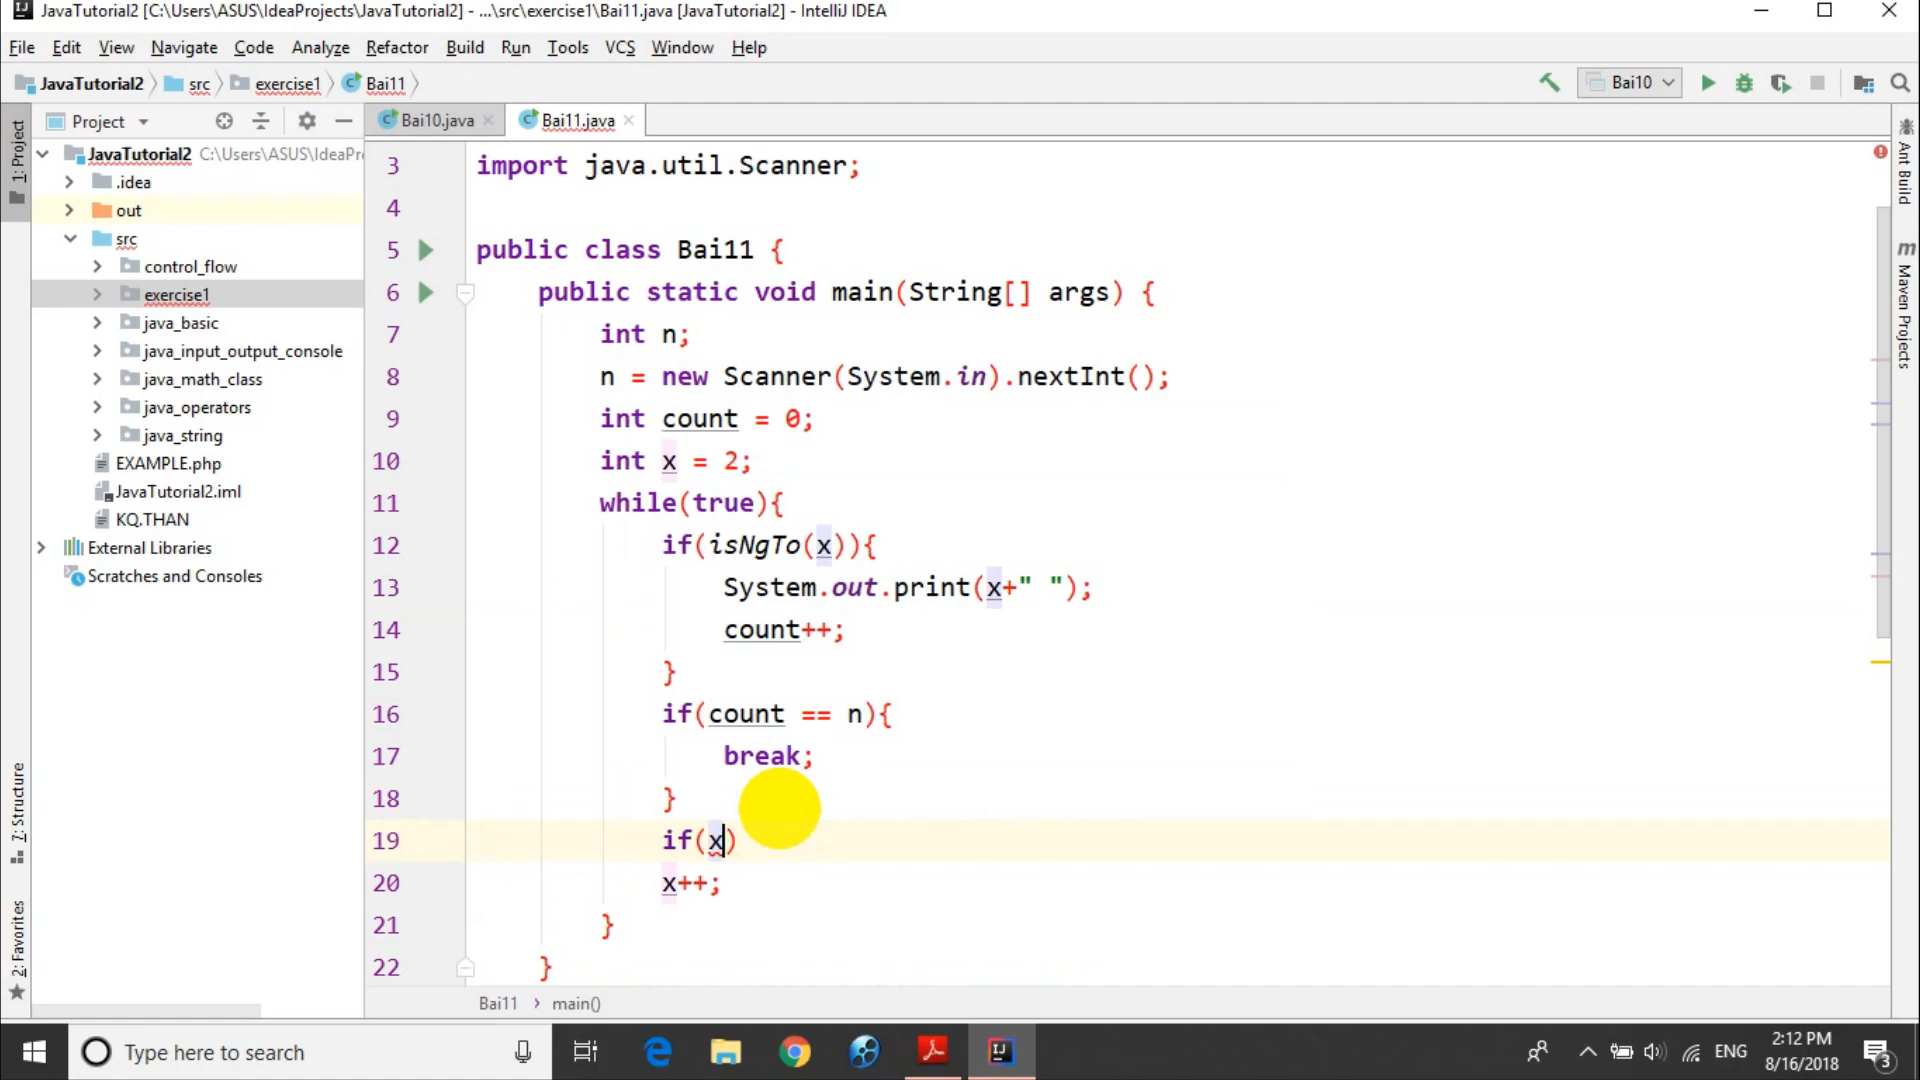 JavaTutorial2 [C:\Users\ASUS\IdeaProjects\JavaTutorial2] - ...\src\exercise1\Bai11.java [JavaTutorial2] - IntelliJ IDEA
File Edit View Navigate Code Analyze Refactor Build Run Tools VCS Window Help
JavaTutorial2 src exercise1 Bai11 Bai10
1: Project
Project
Bai10.java
Bai11.java
JavaTutorial2 C:\Users\ASUS\IdeaPr
.idea
out
src
control_flow
exercise1
java_basic
java_input_output_console
java_math_class
java_operators
java_string
EXAMPLE.php
JavaTutorial2.iml
KQ.THAN
External Libraries
Scratches and Consoles
7: Structure
2: Favorites
3 import java.util.Scanner;
4
5 public class Bai11 {
6 public static void main(String[] args) {
7 int n;
8 n = new Scanner(System.in).nextInt();
9 int count = 0;
10 int x = 2;
11 while(true){
12 if(isNgTo(x)){
13 System.out.print(x+" ");
14 count++;
15 }
16 if(count == n){
17 break;
18 }
19 if(x)
20 x++;
21 }
22 }
Bai11 main()
Ant Build
m Maven Projects
Type here to search
ENG
2:12 PM
8/16/2018
3